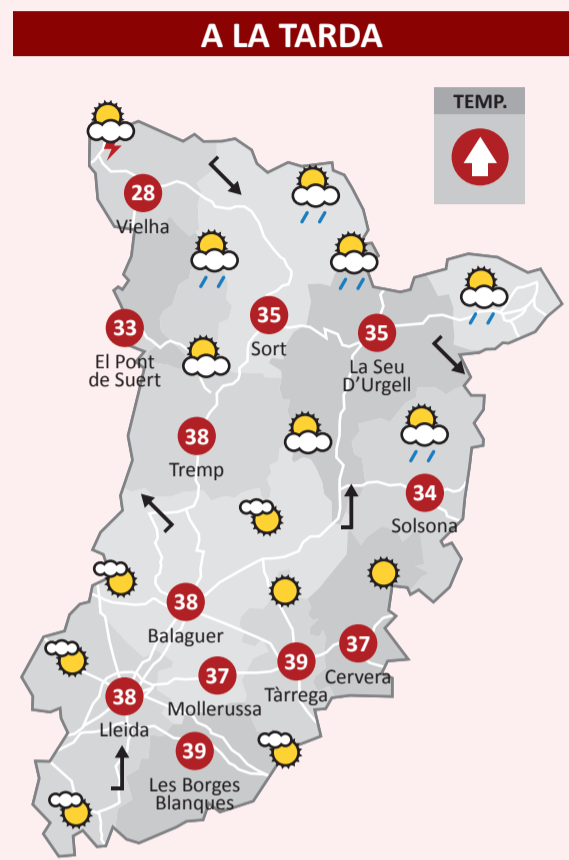 A LA TARDA
TEMP.
28
Vielha
33
El Pont
de Suert
35
Sort
35
La Seu
D'Urgell
38
Tremp
34
Solsona
38
Balaguer
37
Cervera
39
Tàrrega
37
Mollerussa
38
Lleida
39
Les Borges
Blanques